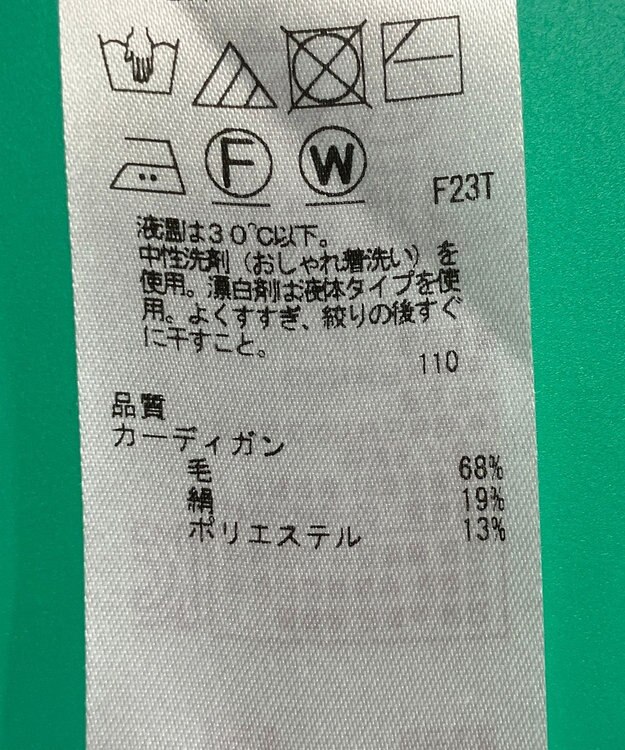 F W F23T
液温は30℃以下。
中性洗剤（おしゃれ着洗い）を
使用。漂白剤は液体タイプを使
用。よくすすぎ、絞りの後すぐ
に干すこと。
110
品質
カーディガン
毛 68%
絹 19%
ポリエステル 13%